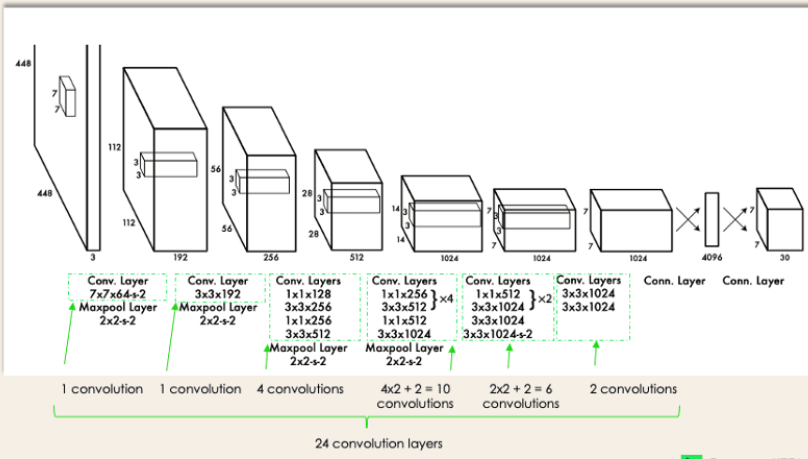 448
7
7
448
3
112
3
3
112
192
56
3
3
56
256
28
3
3
28
512
14
3
3
14
1024
7
3
3
7
1024
7
7
1024
4096
7
7
30
Conv. Layer
7x7x64-s-2
Maxpool Layer
2x2-s-2
Conv. Layer
3x3x192
Maxpool Layer
2x2-s-2
Conv. Layers
1x1x128
3x3x256
1x1x256
3x3x512
Maxpool Layer
2x2-s-2
Conv. Layers
1x1x256
3x3x512 } ×4
1x1x512
3x3x1024
Maxpool Layer
2x2-s-2
Conv. Layers
1x1x512
3x3x1024 } ×2
3x3x1024
3x3x1024-s-2
Conv. Layers
3x3x1024
3x3x1024
Conn. Layer
Conn. Layer
1 convolution
1 convolution
4 convolutions
4x2 + 2 = 10
convolutions
2x2 + 2 = 6
convolutions
2 convolutions
24 convolution layers